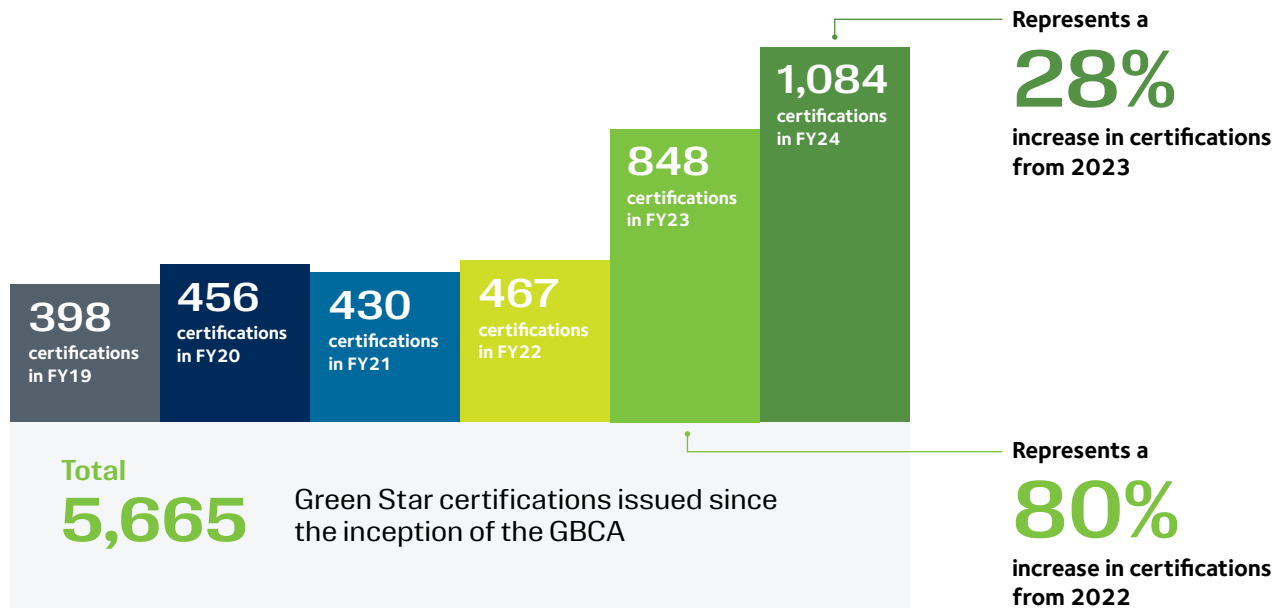 Represents a
28%
increase in certifications
from 2023
1,084
certifications
in FY24
848
certifications
in FY23
467
certifications
in FY22
430
certifications
in FY21
456
certifications
in FY20
398
certifications
in FY19
Total
5,665
Green Star certifications issued since
the inception of the GBCA
Represents a
80%
increase in certifications
from 2022